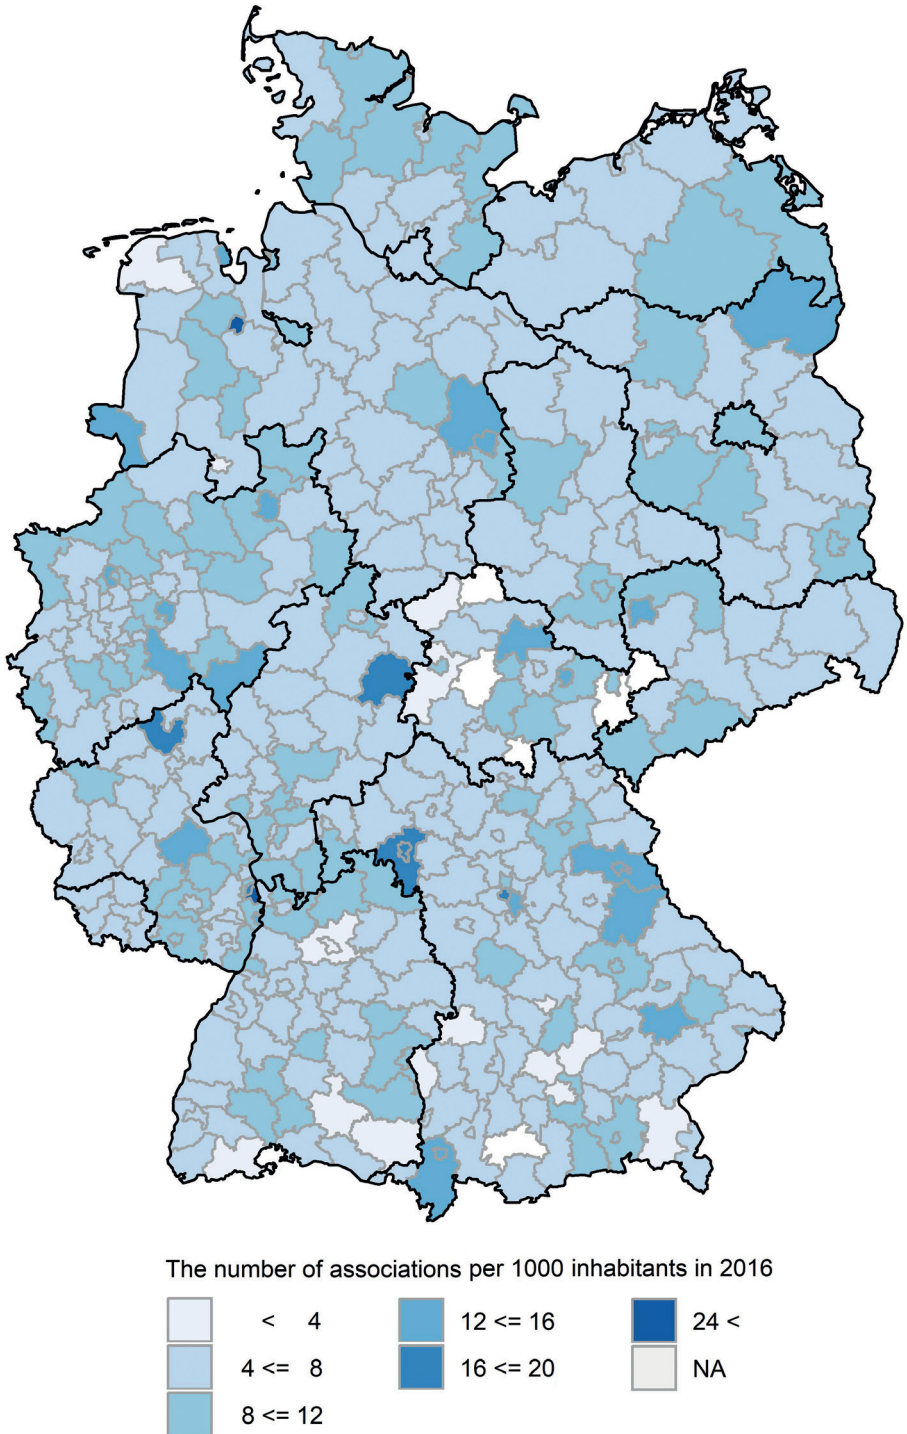 The number of associations per 1000 inhabitants in 2016
< 4
4 <= 8
8 <= 12
12 <= 16
16 <= 20
24 <
NA